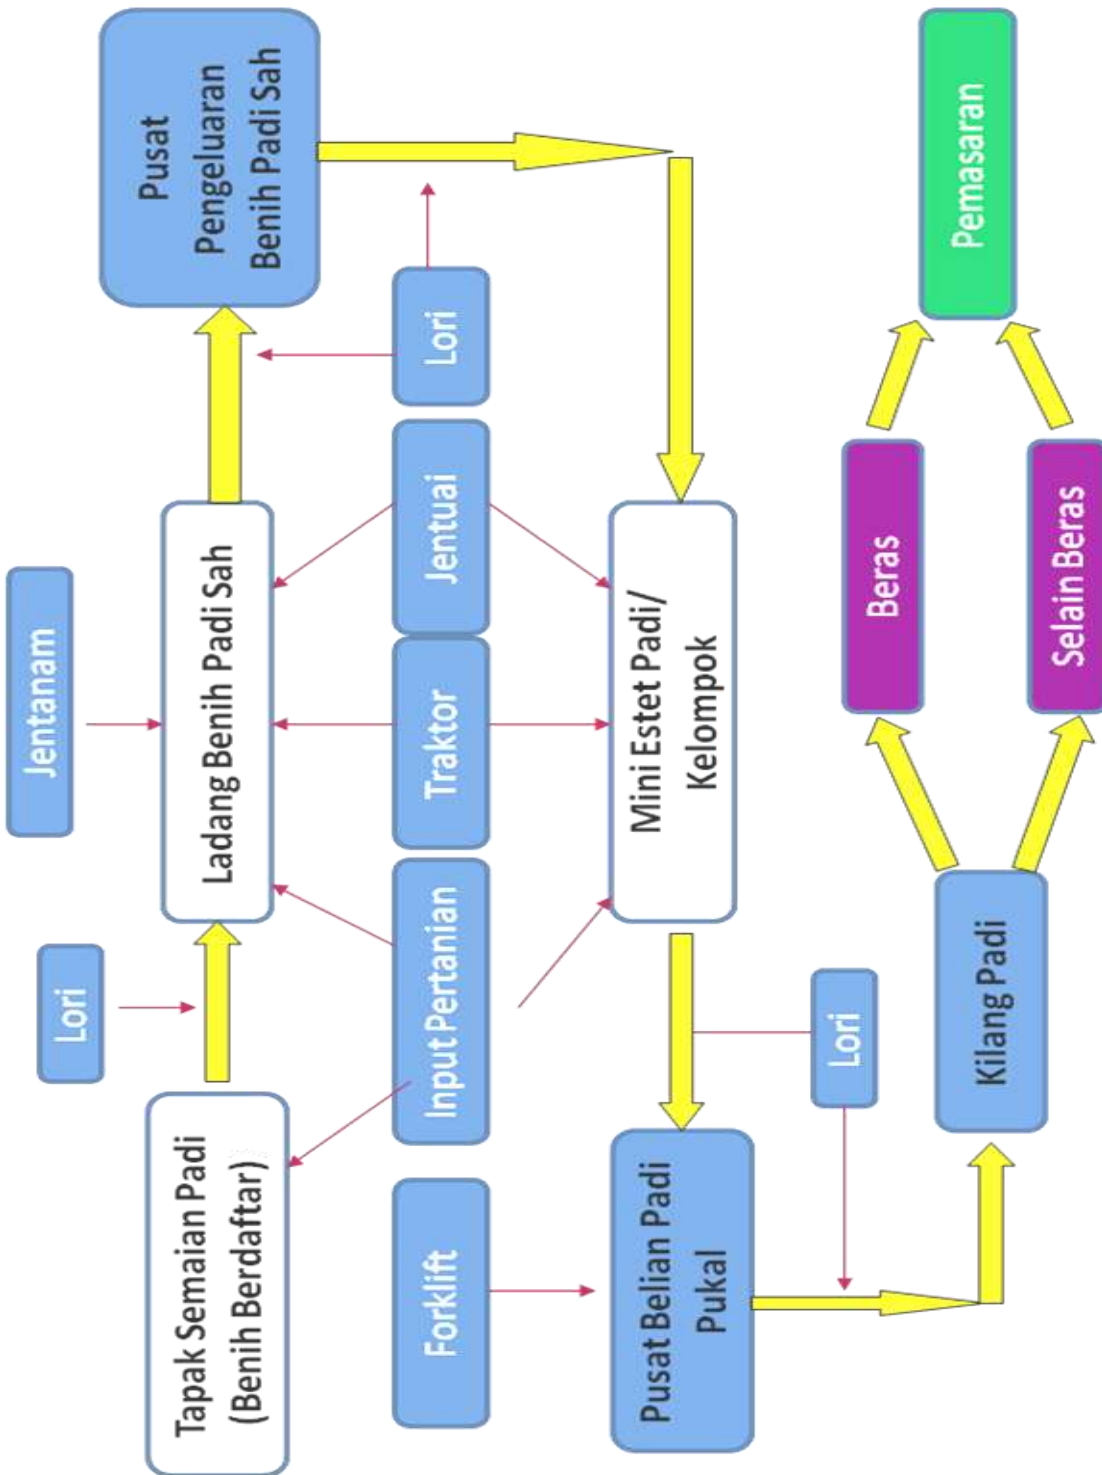 Lori
Jentanam
Tapak Semaian Padi
(Benih Berdaftar)
Ladang Benih Padi Sah
Pusat
Pengeluaran
Benih Padi Sah
Forklift
Input Pertanian
Traktor
Jentuai
Lori
Pusat Belian Padi
Pukal
Mini Estet Padi/
Kelompok
Lori
Kilang Padi
Beras
Selain Beras
Pemasaran